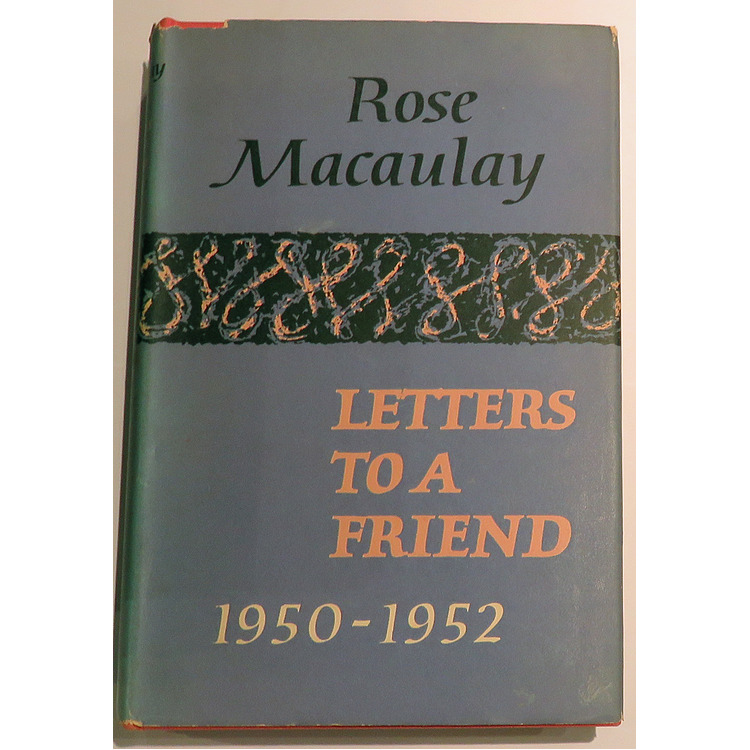 Rose
Macaulay
LETTERS
TO A
FRIEND
1950-1952